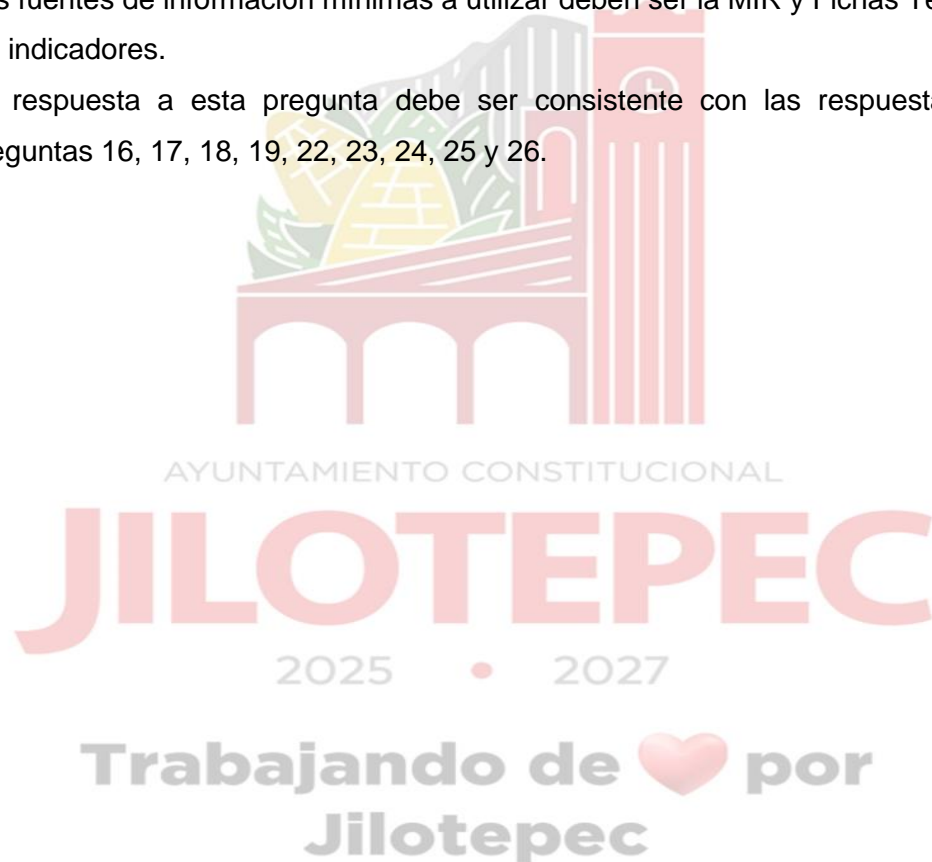 s fuentes de información mínimas a utilizar deben ser la MIR y Fichas
indicadores.
respuesta a esta pregunta debe ser consistente con las
eguntas 16, 17, 18, 19, 22, 23, 24, 25 y 26.
AYUNTAMIENTO CONSTITUCIONAL
JILOTEPEC
2025 • 2027
Trabajando de por
Jilotepec